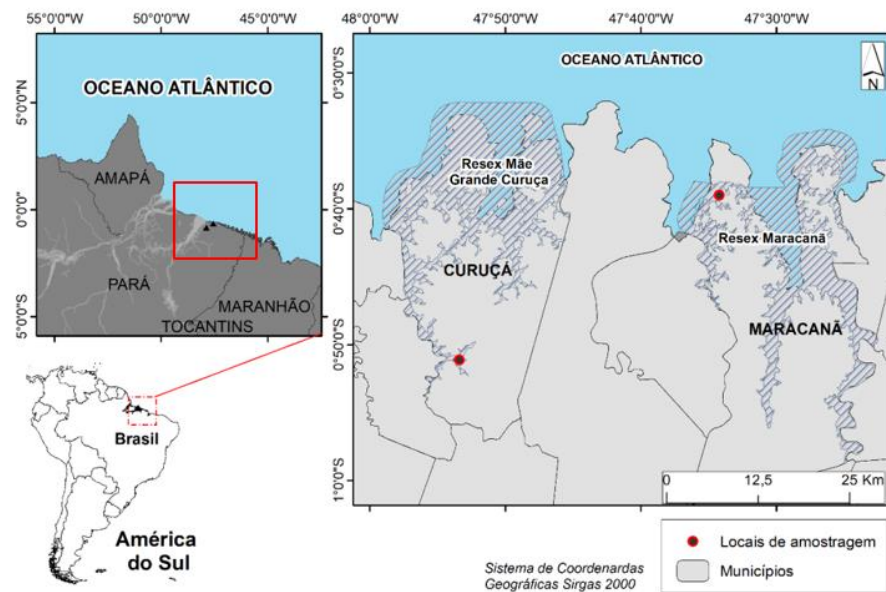 55°0'0"W 50°0'0"W 45°0'0"W
5°0'0"N
0°0'0"
5°0'0"S
OCEANO ATLÂNTICO
AMAPÁ
PARÁ
MARANHÃO
TOCANTINS
Brasil
América
do Sul
48°0'0"W 47°50'0"W 47°40'0"W 47°30'0"W
0°30'0"S
0°40'0"S
0°50'0"S
1°0'0"S
OCEANO ATLÂNTICO
N
Resex Mãe
Grande Curuçá
CURUÇÁ
Resex Maracanã
MARACANÃ
0 12,5 25 Km
Sistema de Coordenardas
Geográficas Sirgas 2000
Locais de amostragem
Municípios